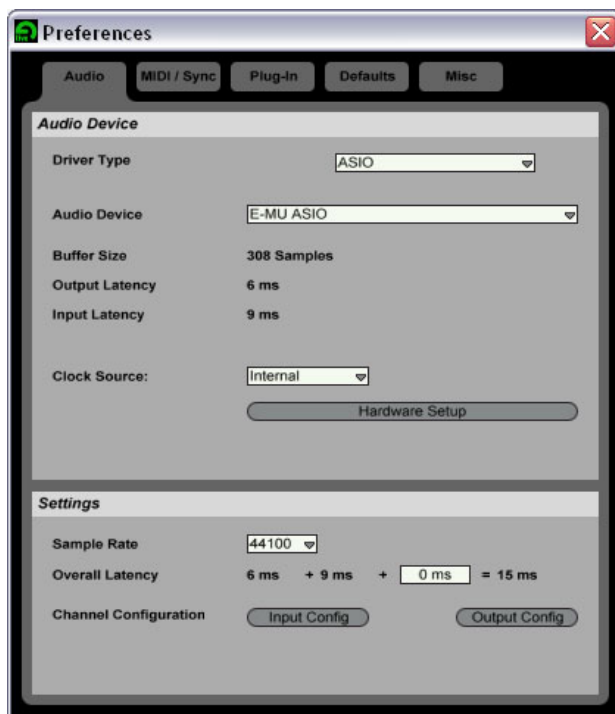 Preferences
Audio MIDI / Sync Plug-In Defaults Misc
Audio Device
Driver Type ASIO
Audio Device E-MU ASIO
Buffer Size 308 Samples
Output Latency 6 ms
Input Latency 9 ms
Clock Source: Internal
Hardware Setup
Settings
Sample Rate 44100
Overall Latency 6 ms + 9 ms + 0 ms = 15 ms
Channel Configuration Input Config Output Config